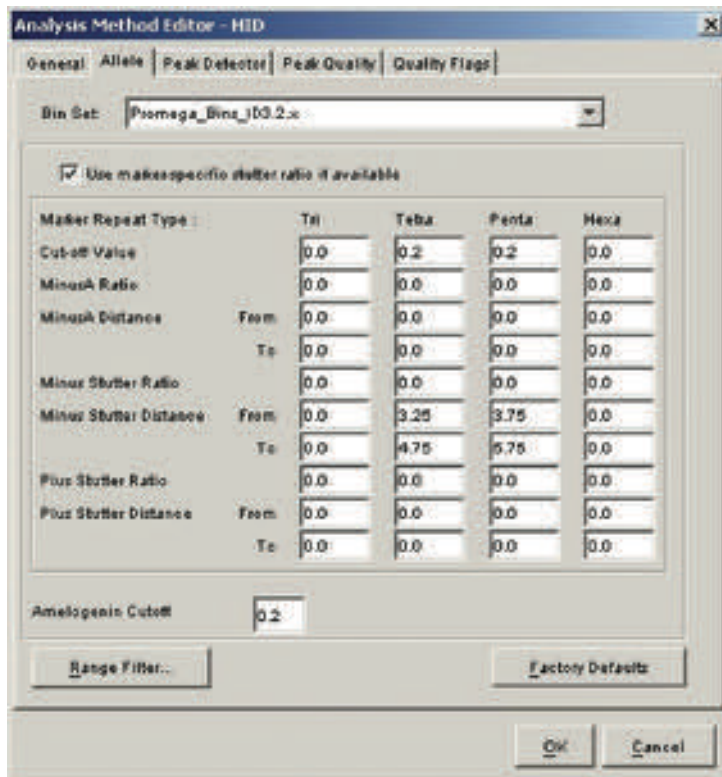 Analysis Method Editor - HID
General Allele Peak Detector Peak Quality Quality Flags
Bin Set: Promega_Bins_ID3.2.x
Use marker-specific stutter ratio if available
Marker Repeat Type : Tri Tetra Penta Hexa
Cut-off Value 0.0 0.2 0.2 0.0
MinusA Ratio 0.0 0.0 0.0 0.0
MinusA Distance From 0.0 0.0 0.0 0.0
To 0.0 0.0 0.0 0.0
Minus Stutter Ratio 0.0 0.0 0.0 0.0
Minus Stutter Distance From 0.0 3.25 3.75 0.0
To 0.0 4.75 5.75 0.0
Plus Stutter Ratio 0.0 0.0 0.0 0.0
Plus Stutter Distance From 0.0 0.0 0.0 0.0
To 0.0 0.0 0.0 0.0
Amelogenin Cutoff 0.2
Range Filter... Factory Defaults
OK Cancel